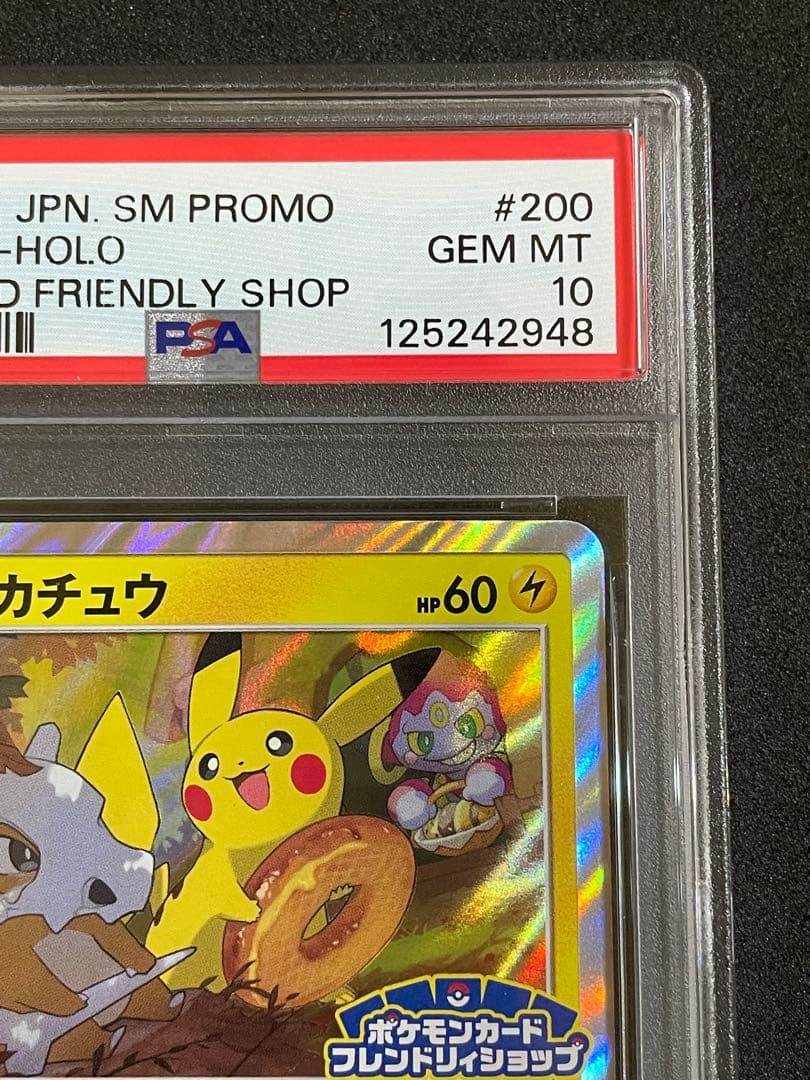 JPN. SM PROMO #200
-HOLO GEM MT
D FRIENDLY SHOP 10
PSA 125242948
カチュウ HP60
ポケモンカード
フレンドリィショップ